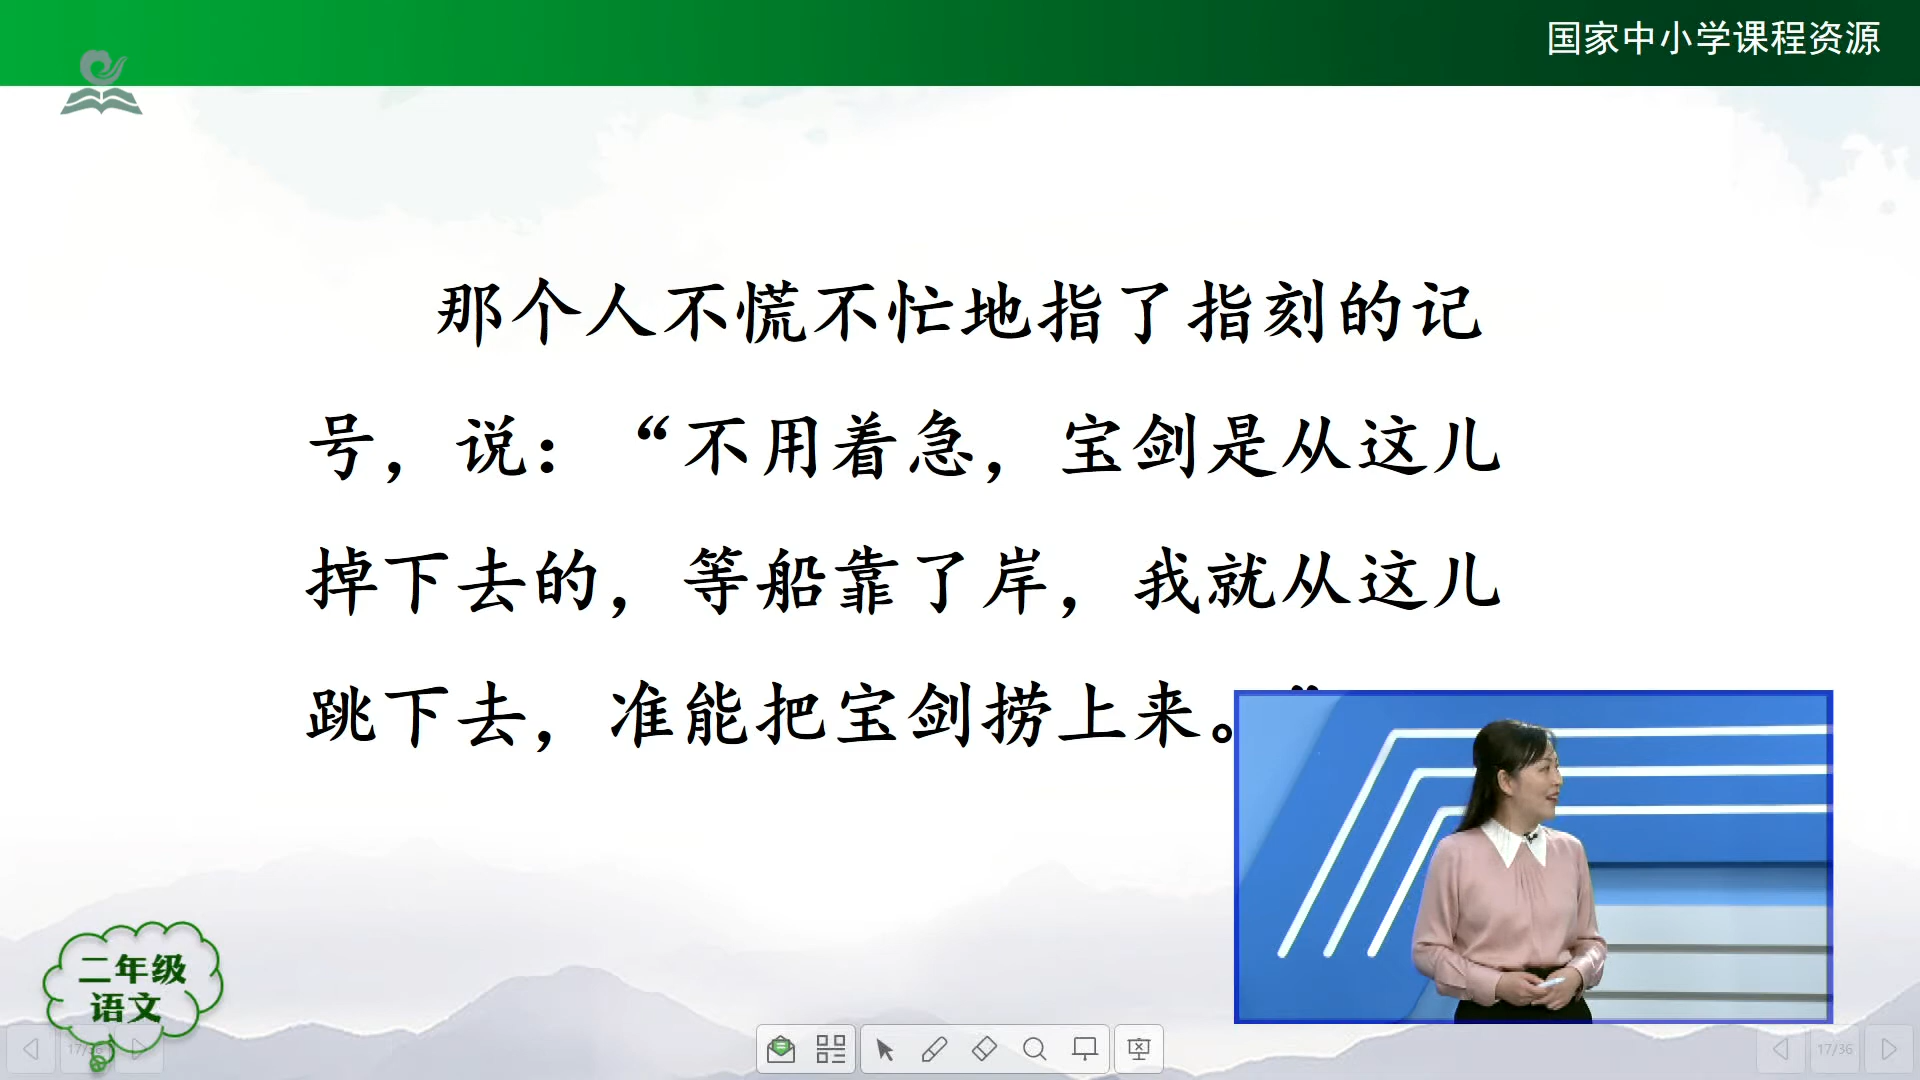 国家中小学课程资源
那个人不慌不忙地指了指刻的记
号，说：“不用着急，宝剑是从这儿
掉下去的，等船靠了岸，我就从这儿
跳下去，准能把宝剑捞上来。”
二年级
语文
17/36
17/36